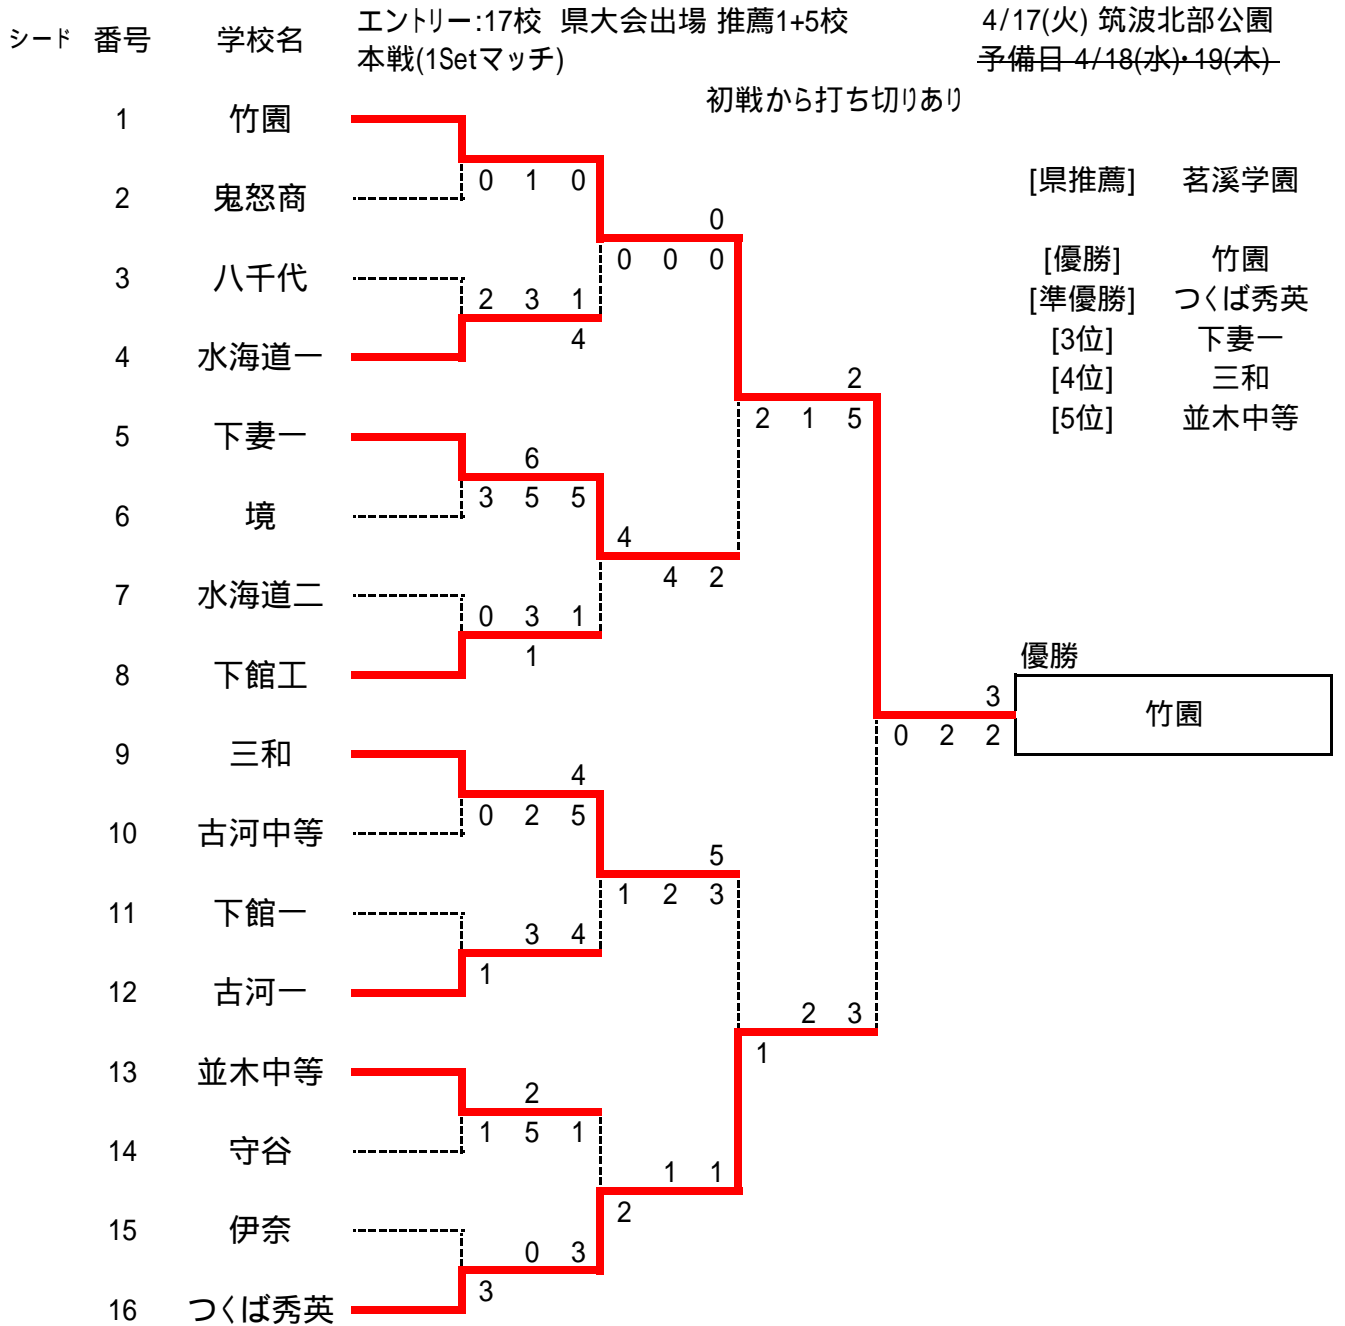 エントリー:17校 県大会出場 推薦1+5校
4/17(火) 筑波北部公園
シード 番号 学校名
本戦(1Setマッチ)
予備日 4/18(水)・19(木)
初戦から打ち切りあり
1 竹園
0 1 0
[県推薦] 茗溪学園
2 鬼怒商
0
0 0 0
[優勝] 竹園
3 八千代
2 3 1
[準優勝] つくば秀英
4
[3位] 下妻一
4 水海道一
2
[4位] 三和
2 1 5
[5位] 並木中等
5 下妻一
6
3 5 5
6 境
4
4 2
7 水海道二
0 3 1
1
8 下館工
優勝
3
竹園
0 2 2
9 三和
4
0 2 5
10 古河中等
5
1 2 3
11 下館一
3 4
1
12 古河一
2 3
1
13 並木中等
2
1 5 1
14 守谷
1 1
2
15 伊奈
0 3
3
16 つくば秀英